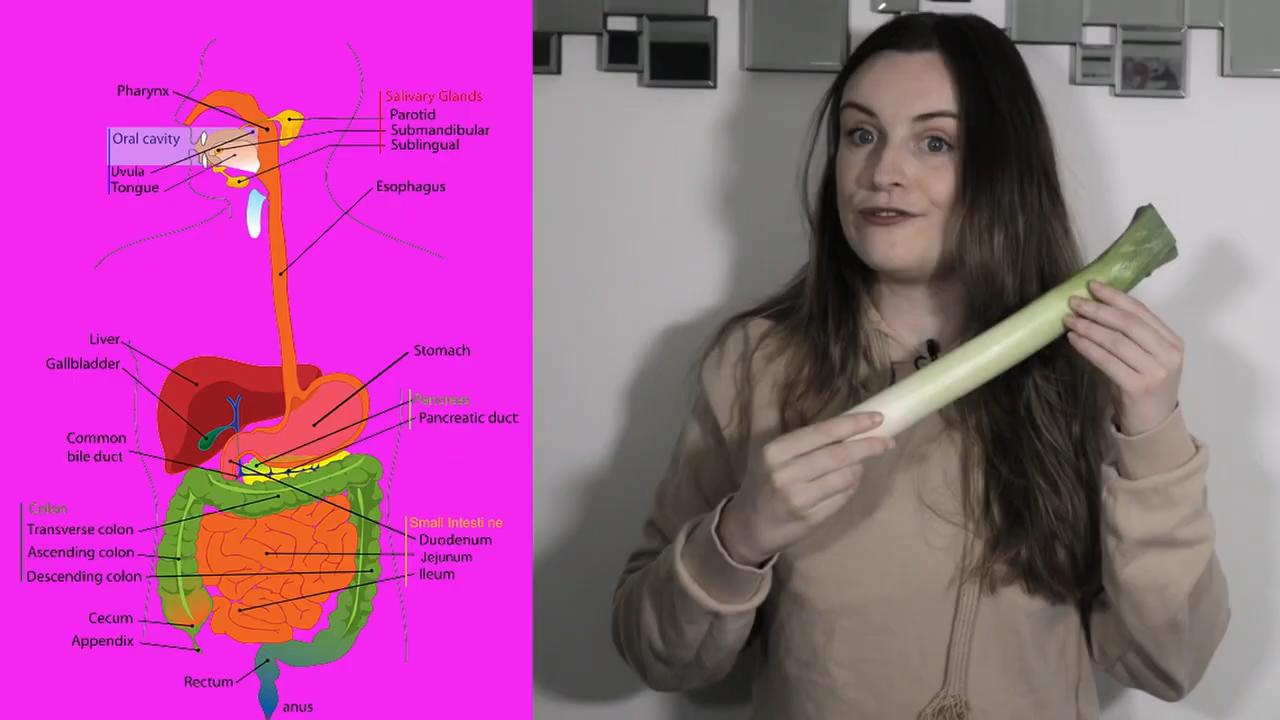 Pharynx
Salivary Glands
Parotid
Submandibular
Sublingual
Oral cavity
Uvula
Tongue
Esophagus
Liver
Gallbladder
Stomach
Pancreas
Pancreatic duct
Common
bile duct
Colon
Transverse colon
Ascending colon
Descending colon
Small Intesti ne
Duodenum
Jejunum
Ileum
Cecum
Appendix
Rectum
anus